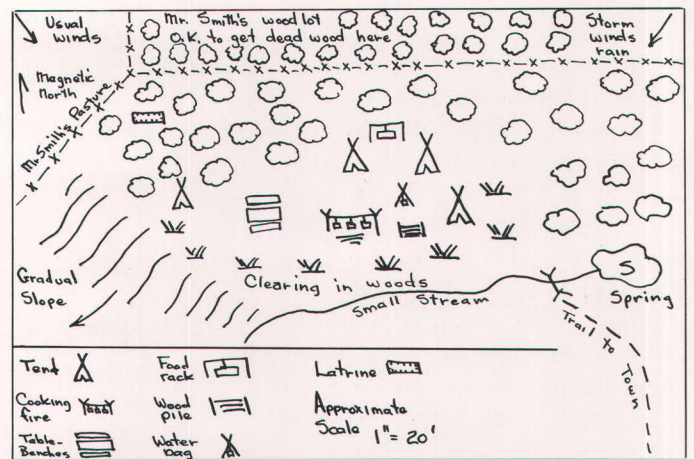 Usual
winds
Mr. Smith's wood lot
O.K. to get dead wood here
Storm
winds
rain
Magnetic
North
Mr. Smith's Pasture
Gradual
Slope
Clearing in woods
Small Stream
S
Spring
Trail to
Tent
Food
rack
Latrine
Cooking
fire
Wood
pile
Approximate
Scale 1" = 20'
Table-
Benches
Water
bag